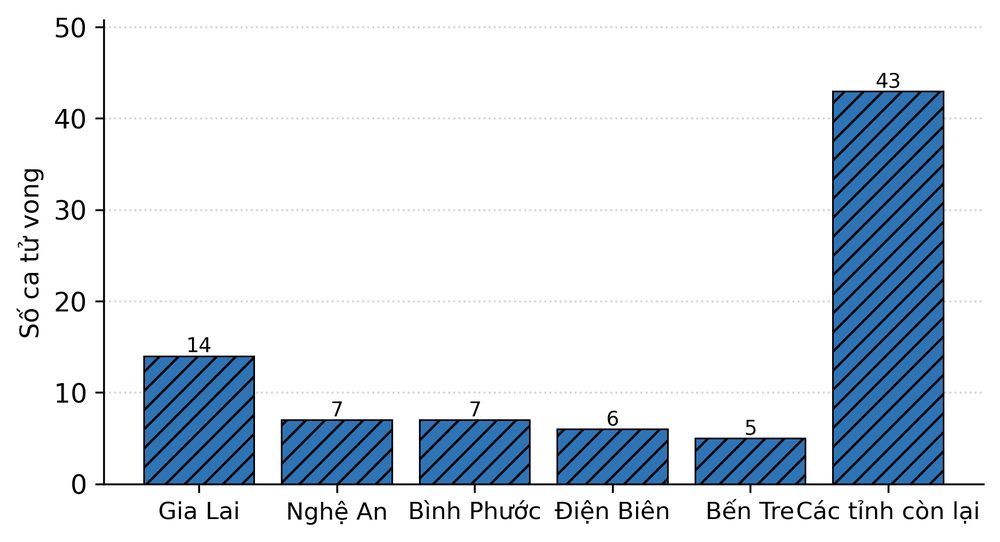 Số ca tử vong
50
40
30
20
10
0
14
7
7
6
5
43
Gia Lai
Nghệ An
Bình Phước
Điện Biên
Bến Tre
Các tỉnh còn lại